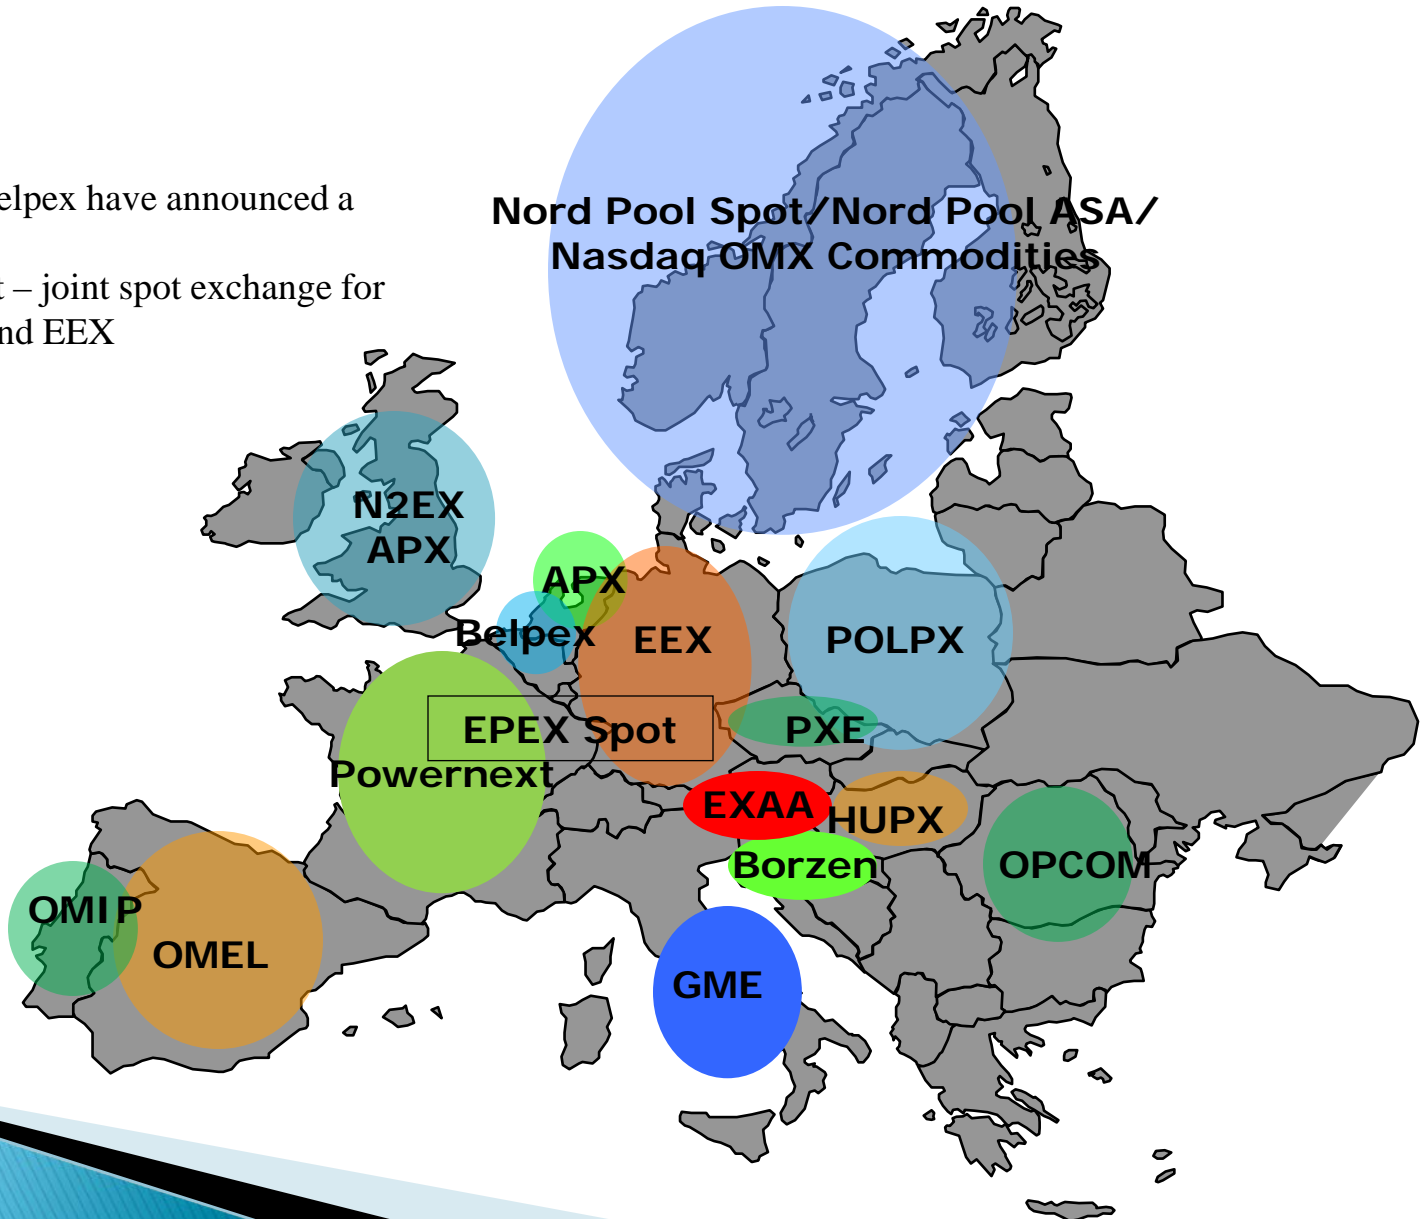 elpex have announced a
t – joint spot exchange for
nd EEX
Nord Pool Spot/Nord Pool ASA/
Nasdaq OMX Commodities
N2EX
APX
APX
Belpex
EEX
POLPX
EPEX Spot
PXE
Powernext
EXAA
HUPX
Borzen
OPCOM
OMIP
OMEL
GME